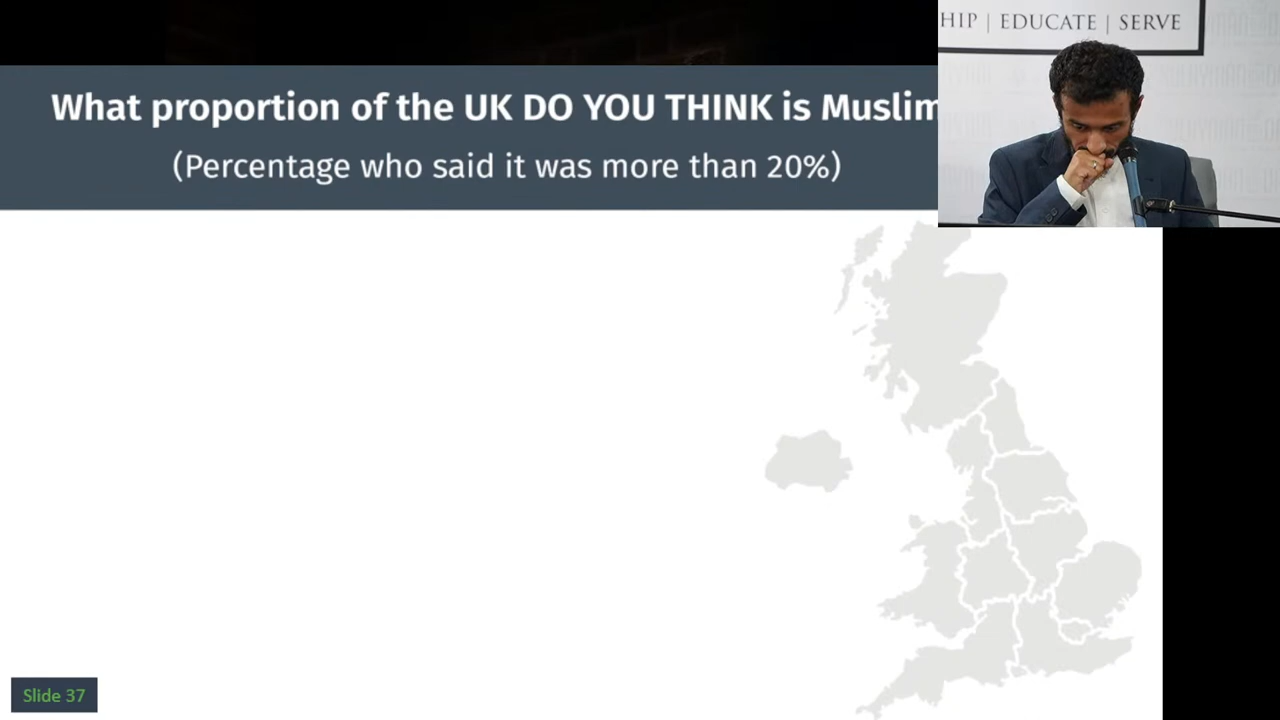 What proportion of the UK DO YOU THINK is Muslim
(Percentage who said it was more than 20%)
HIP | EDUCATE | SERVE
Slide 37